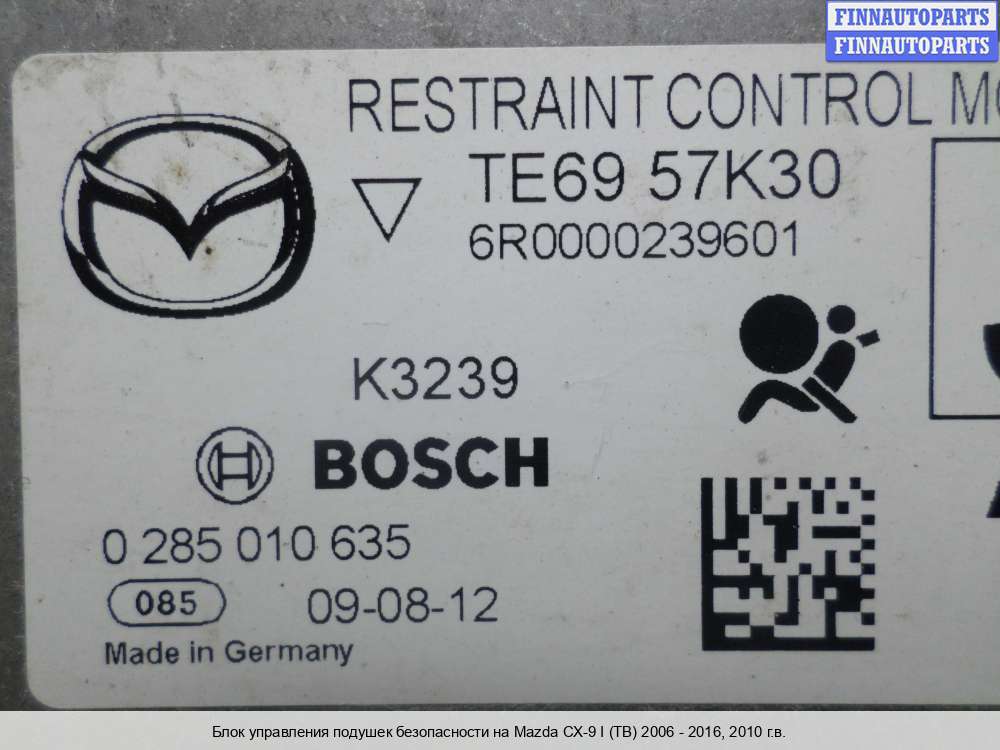 FINNAUTOPARTS
FINNAUTOPARTS
RESTRAINT CONTROL
TE69 57K30
6R0000239601
K3239
BOSCH
0 285 010 635
085
09-08-12
Made in Germany
Блок управления подушек безопасности на Mazda CX-9 I (TB) 2006 - 2016, 2010 г.в.